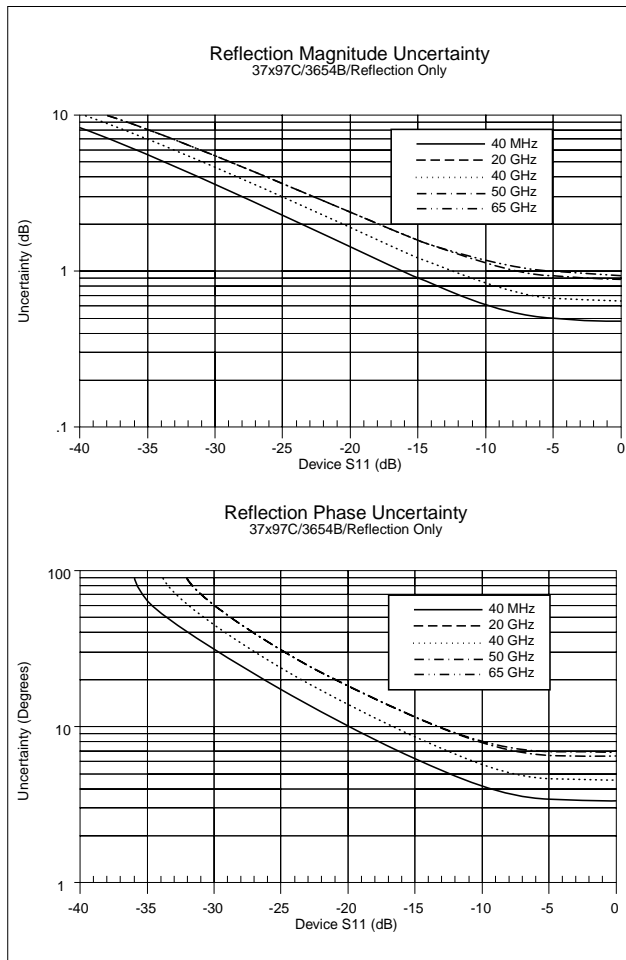 Reflection Magnitude Uncertainty
37x97C/3654B/Reflection Only
10
1
.1
Uncertainty (dB)
40 MHz
20 GHz
40 GHz
50 GHz
65 GHz
-40 -35 -30 -25 -20 -15 -10 -5 0
Device S11 (dB)
Reflection Phase Uncertainty
37x97C/3654B/Reflection Only
100
10
1
Uncertainty (Degrees)
40 MHz
20 GHz
40 GHz
50 GHz
65 GHz
-40 -35 -30 -25 -20 -15 -10 -5 0
Device S11 (dB)